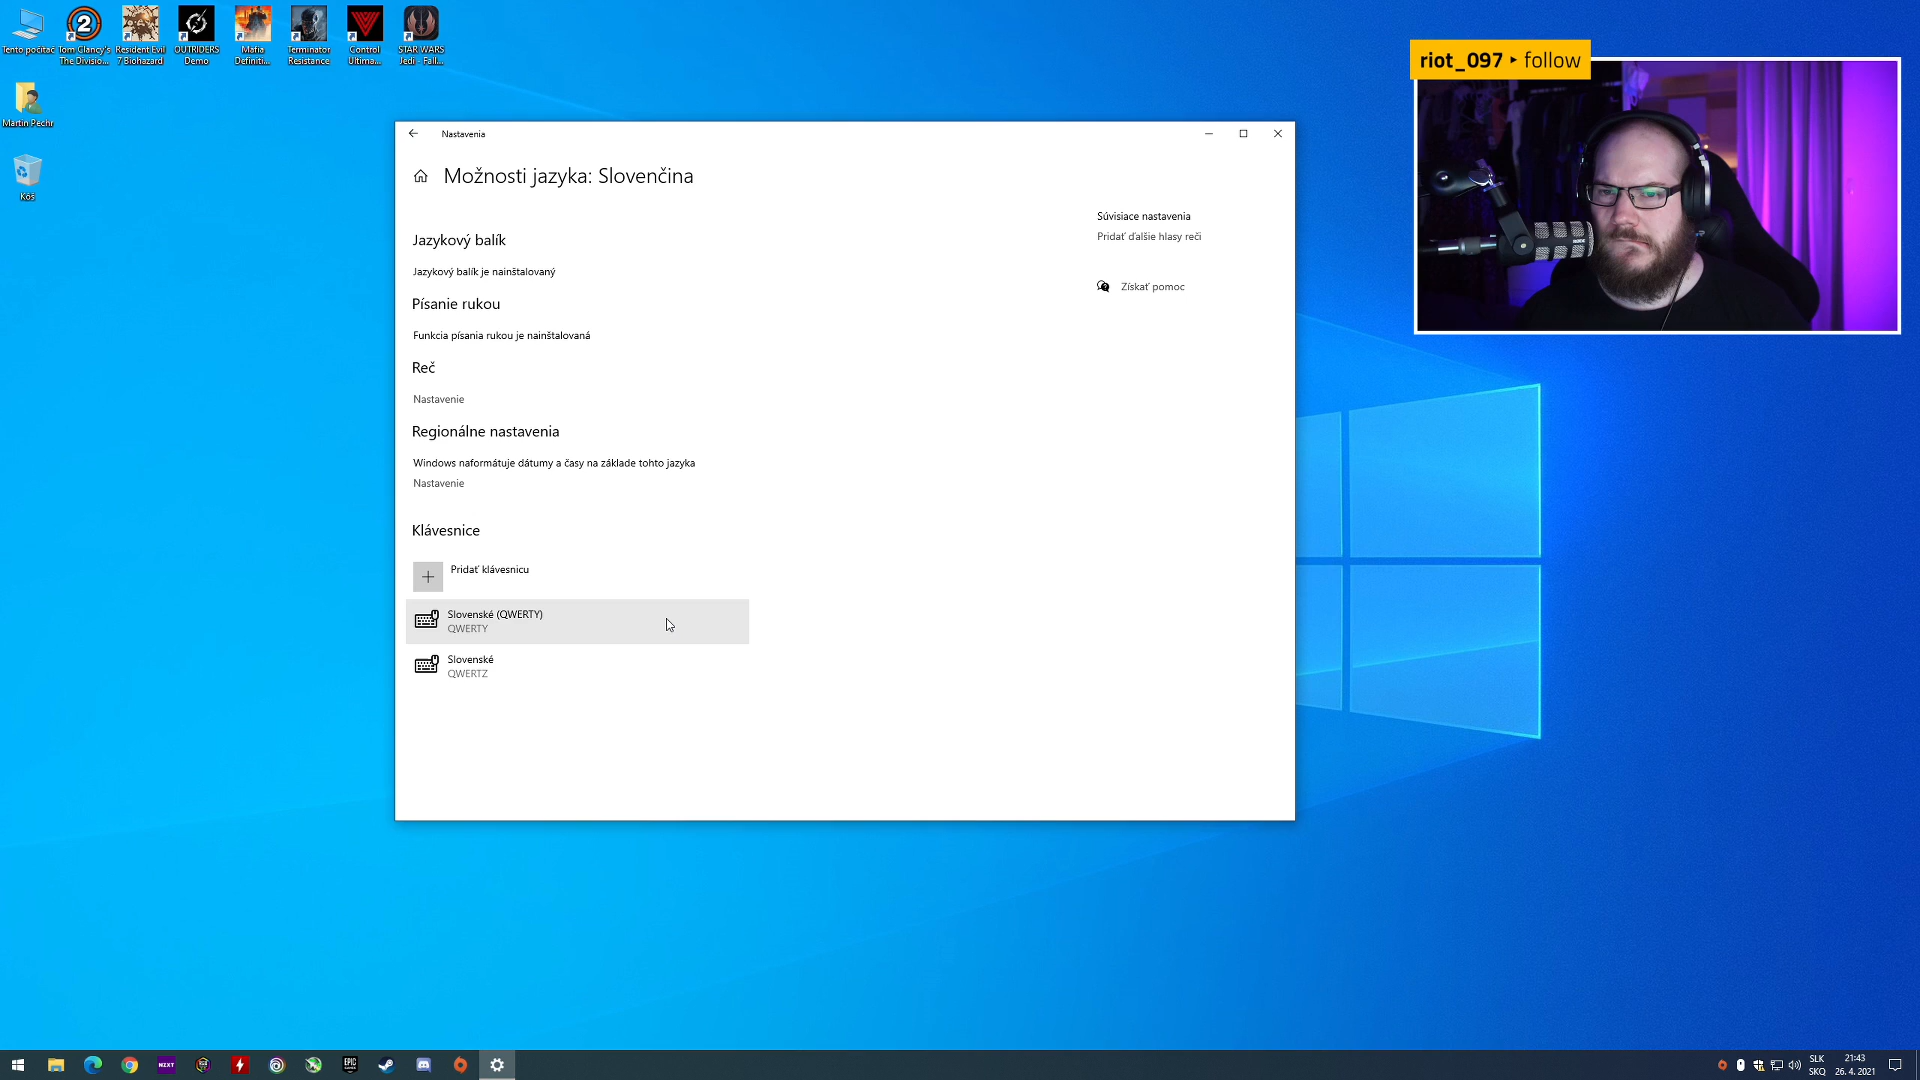 Tento počítač
Tom Clancy's
The Divisio...
Resident Evil
7 Biohazard
OUTRIDERS
Demo
Mafia
Definiti...
Terminator
Resistance
Control
Ultima...
STAR WARS
Jedi - Fall...
Martin Pechr
Kôš
riot_097 ‣ follow
Nastavenia
Možnosti jazyka: Slovenčina
Jazykový balík
Jazykový balík je nainštalovaný
Písanie rukou
Funkcia písania rukou je nainštalovaná
Reč
Nastavenie
Regionálne nastavenia
Windows naformátuje dátumy a časy na základe tohto jazyka
Nastavenie
Klávesnice
Pridať klávesnicu
Slovenské (QWERTY)
QWERTY
Slovenské
QWERTZ
Súvisiace nastavenia
Pridať ďalšie hlasy reči
Získať pomoc
NZXT
EPIC
SLK
SKQ
21:43
26. 4. 2021